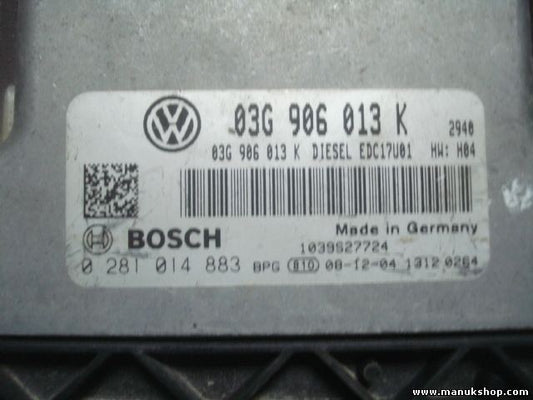 03G 906 013 K 2940
03G 906 013 K DIESEL EDC17U01 HW: H04
BOSCH Made in Germany
1039S27724
0 281 014 883 BPG 810 08-12-04 1312 0264
www.manukshop.com